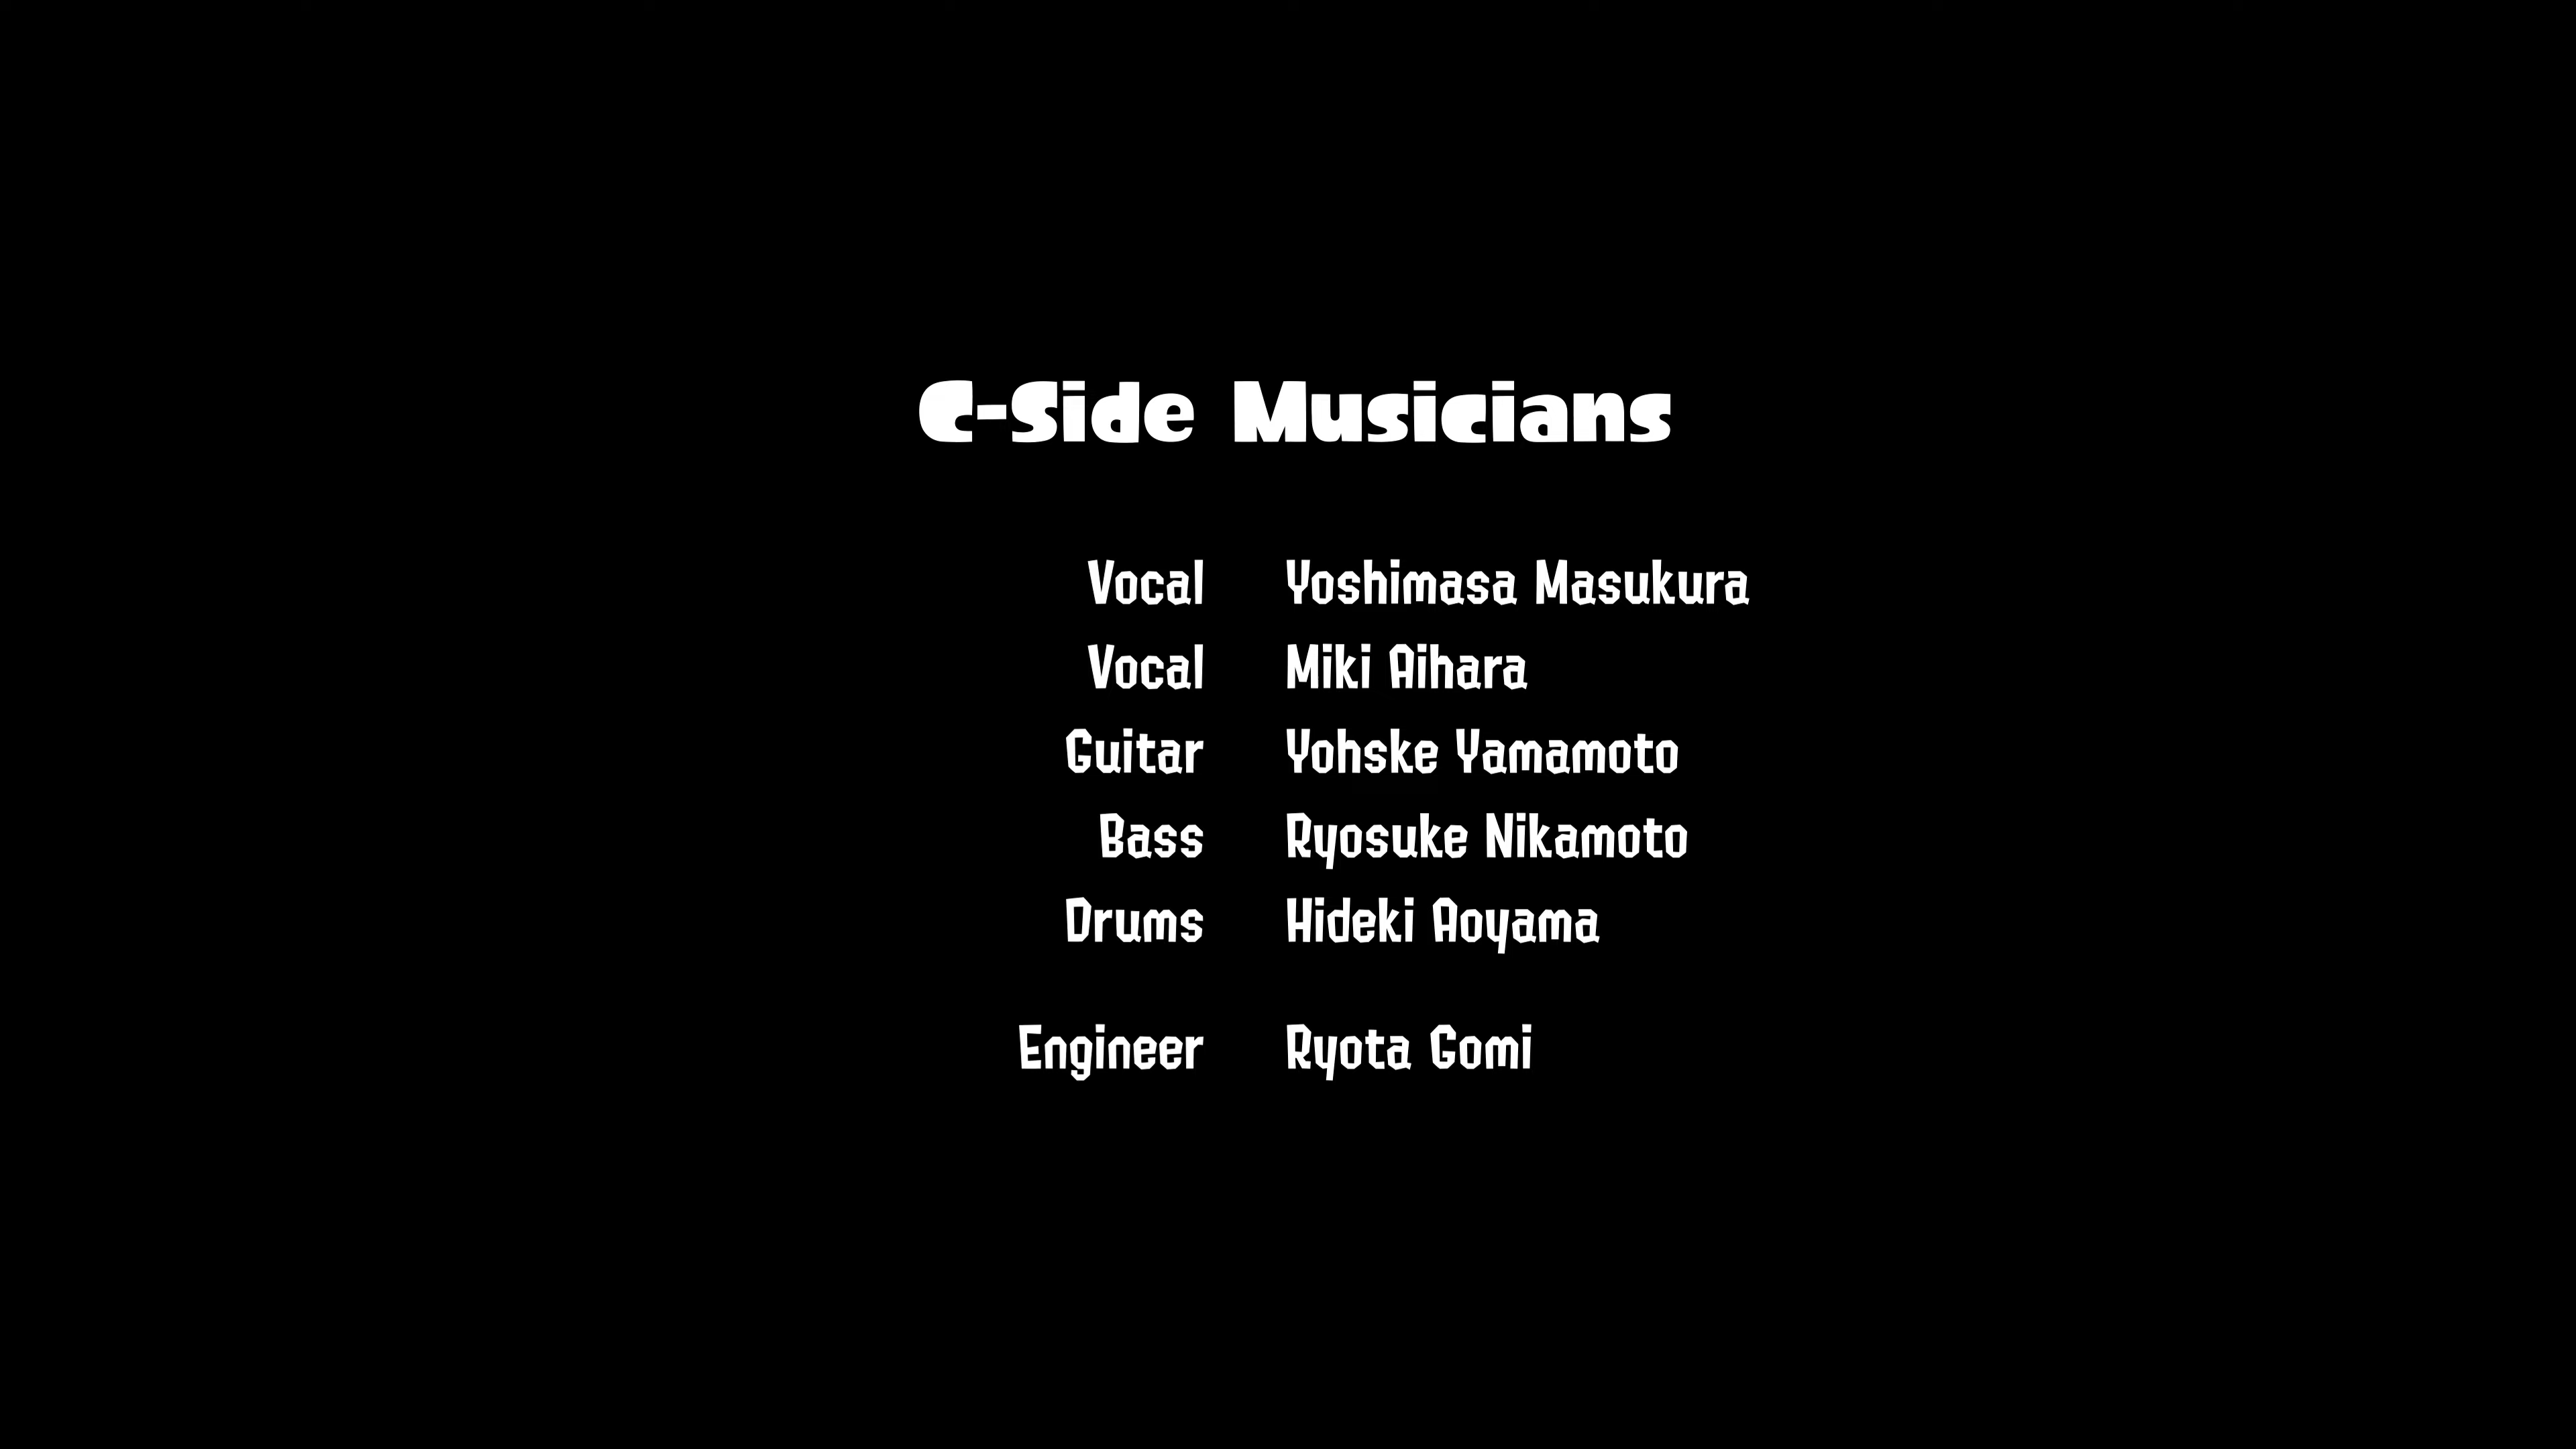 C-Side Musicians
Vocal Yoshimasa Masukura
Vocal Miki Aihara
Guitar Yohske Yamamoto
Bass Ryosuke Nikamoto
Drums Hideki Aoyama
Engineer Ryota Gomi